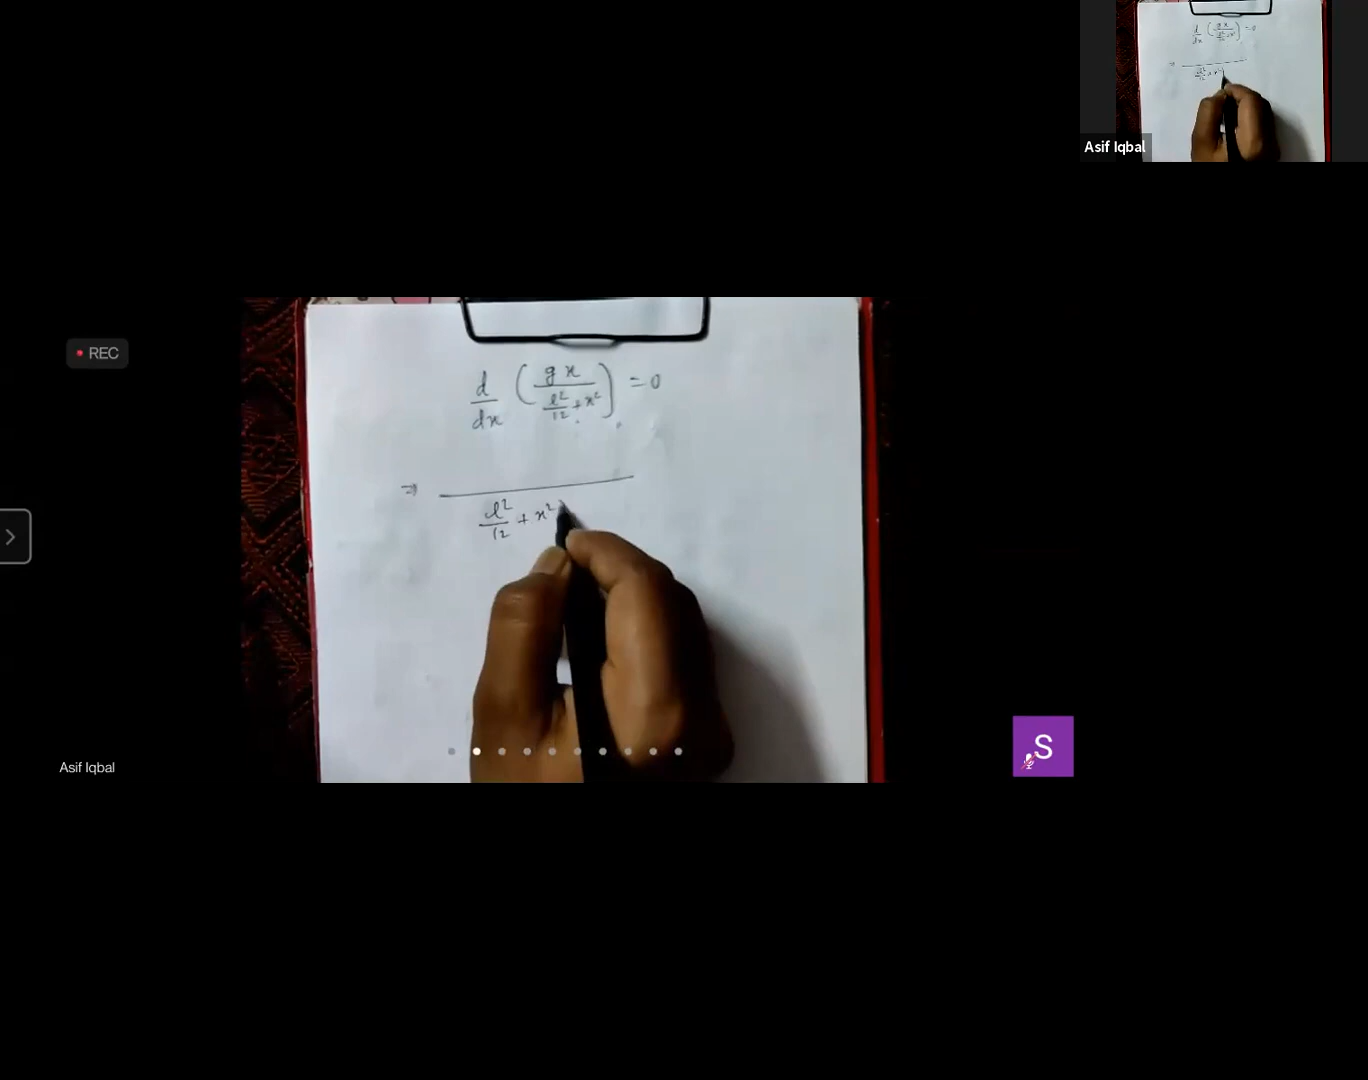 Asif Iqbal
REC
d/dx (gx / (l²/12 + x²)) = 0
⇒ / (l²/12 + x²
Asif Iqbal
S